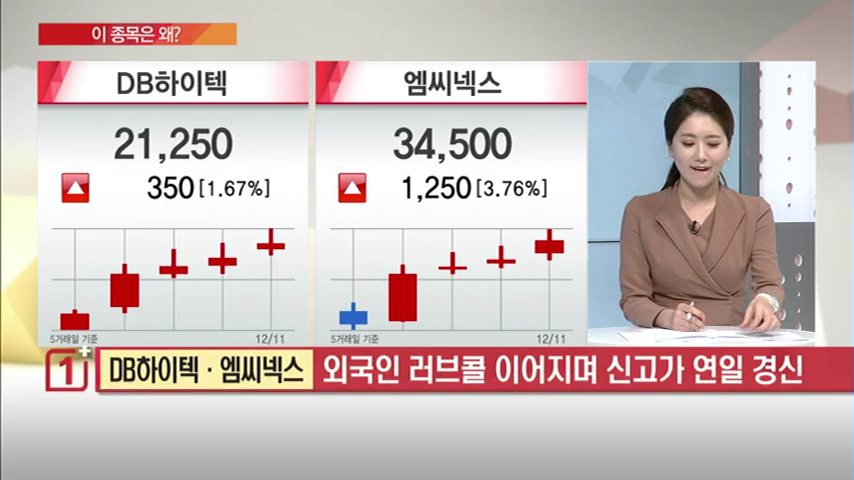 이 종목은 왜?
DB하이텍
21,250
350 [1.67%]
5거래일 기준
12/11
엠씨넥스
34,500
1,250 [3.76%]
5거래일 기준
12/11
1+
DB하이텍·엠씨넥스
외국인 러브콜 이어지며 신고가 연일 경신